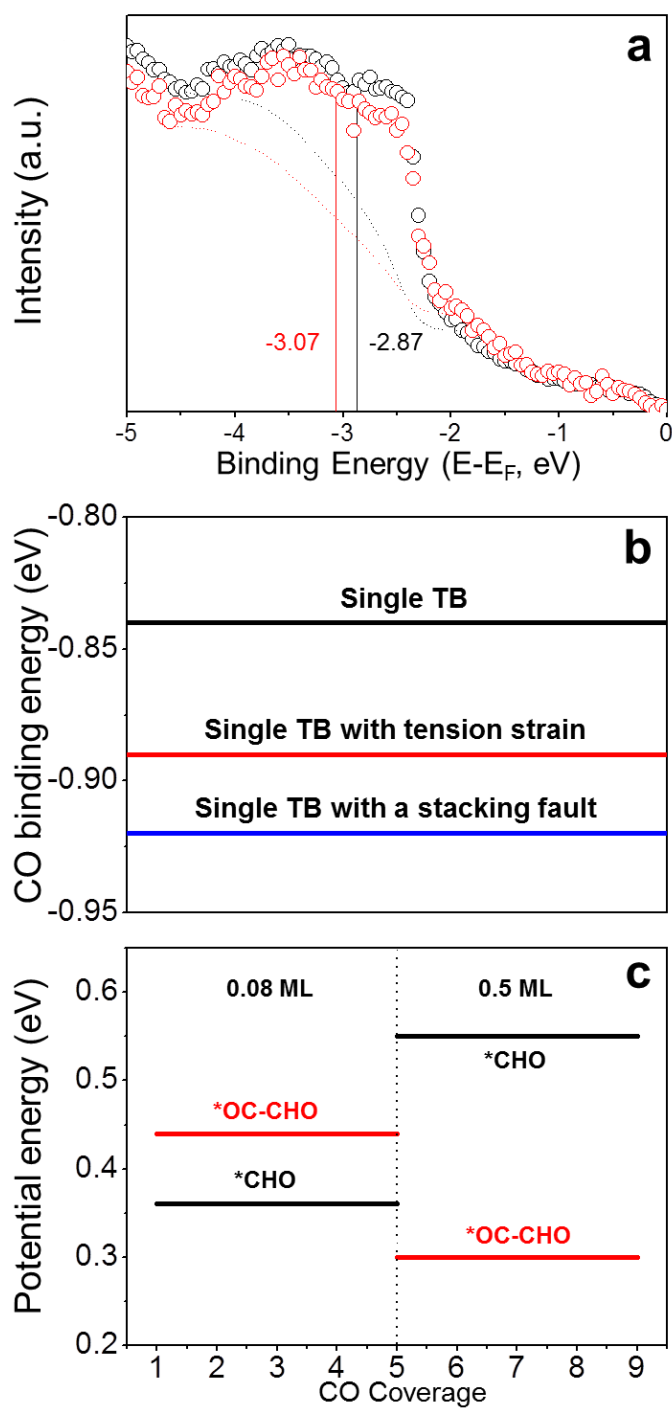 a
Intensity (a.u.)
-3.07
-2.87
-5
-4
-3
-2
-1
0
Binding Energy (E-EF, eV)
b
CO binding energy (eV)
-0.80
-0.85
-0.90
-0.95
Single TB
Single TB with tension strain
Single TB with a stacking fault
c
Potential energy (eV)
0.6
0.5
0.4
0.3
0.2
0.08 ML
0.5 ML
*CHO
*OC-CHO
*CHO
*OC-CHO
1 2 3 4 5 6 7 8 9
CO Coverage